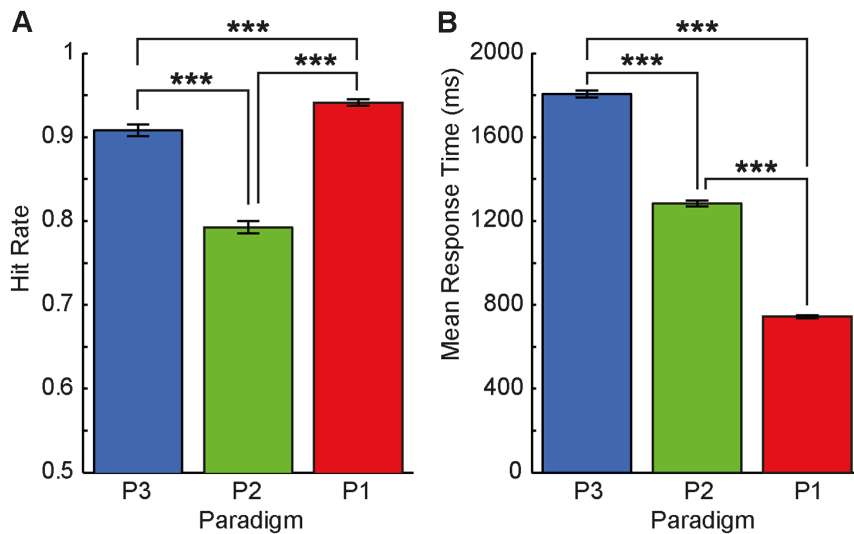 A
Hit Rate
1
0.9
0.8
0.7
0.6
0.5
***
***
***
P3 P2 P1
Paradigm
B
Mean Response Time (ms)
2000
1600
1200
800
400
0
***
***
***
P3 P2 P1
Paradigm